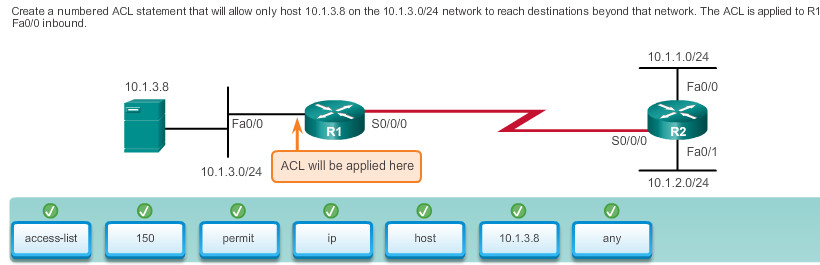 Create a numbered ACL statement that will allow only host 10.1.3.8 on the 10.1.3.0/24 network to reach destinations beyond that network. The ACL is applied to R1
Fa0/0 inbound.
10.1.1.0/24
10.1.3.8
Fa0/0
Fa0/0
R1
S0/0/0
R2
S0/0/0
Fa0/1
10.1.3.0/24
ACL will be applied here
10.1.2.0/24
access-list
150
permit
ip
host
10.1.3.8
any